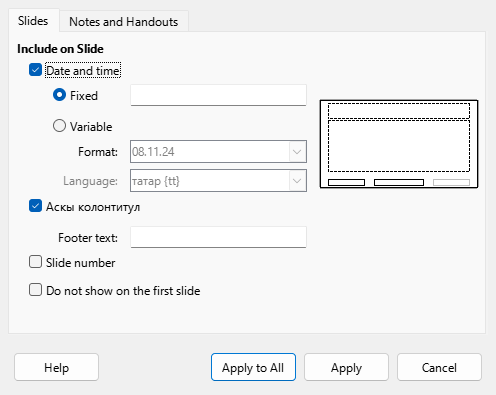 Slides Notes and Handouts
Include on Slide
Date and time
Fixed
Variable
Format: 08.11.24
Language: татар {tt}
Аскы колонтитул
Footer text:
Slide number
Do not show on the first slide
Help Apply to All Apply Cancel